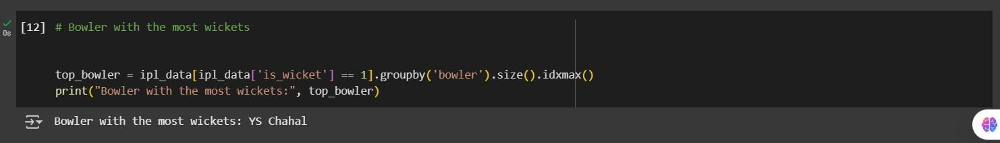 [12] # Bowler with the most wickets
0s
top_bowler = ipl_data[ipl_data['is_wicket'] == 1].groupby('bowler').size().idxmax()
print("Bowler with the most wickets:", top_bowler)
Bowler with the most wickets: YS Chahal